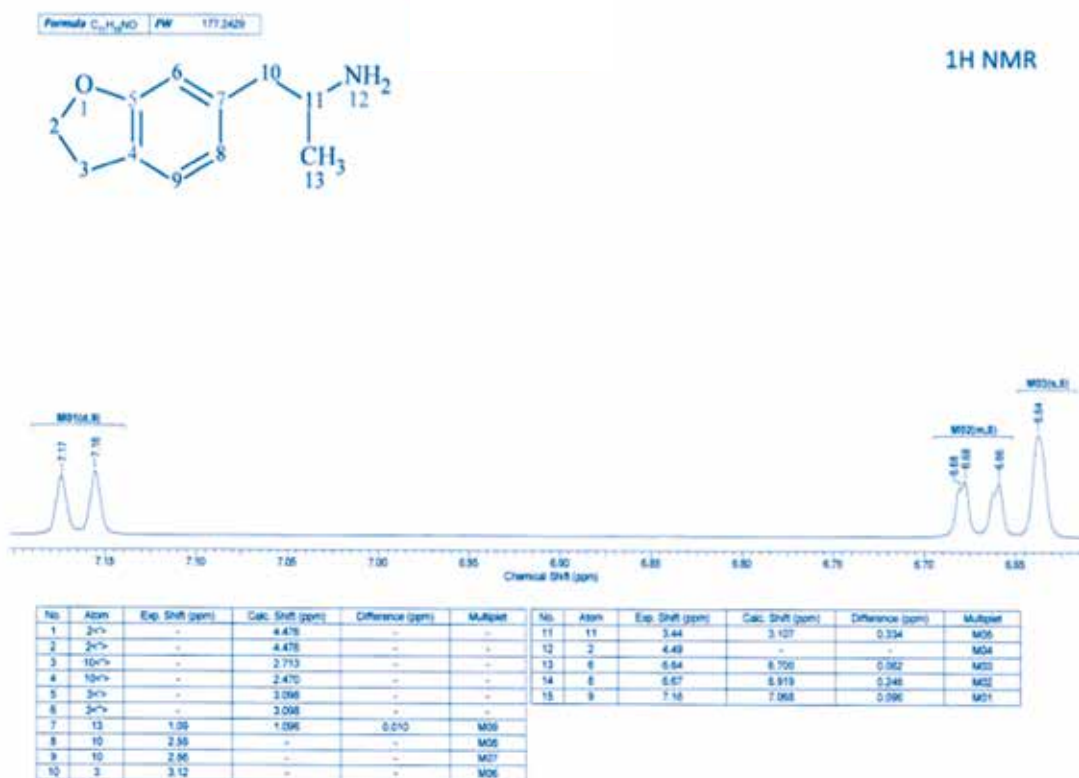 Formula C₁₁H₁₅NO FW 177.2429
1H NMR
O
1
2
3
4
5
6
7
8
9
10
11
NH₂
12
CH₃
13
M01(d,9)
7.17
7.16
M02(m,8)
6.68
6.68
6.66
M03(s,6)
6.64
7.15 7.10 7.05 7.00 6.95 6.90 6.85 6.80 6.75 6.70 6.65
Chemical Shift (ppm)
No. Atom Exp. Shift (ppm) Calc. Shift (ppm) Difference (ppm) Multiplet
1 2<'> - 4.476 - -
2 2<"> - 4.476 - -
3 10<'> - 2.713 - -
4 10<"> - 2.470 - -
5 3<'> - 3.098 - -
6 3<"> - 3.098 - -
7 13 1.09 1.096 0.010 M09
8 10 2.55 - - M08
9 10 2.66 - - M07
10 3 3.12 - - M06
No. Atom Exp. Shift (ppm) Calc. Shift (ppm) Difference (ppm) Multiplet
11 11 3.44 3.107 0.334 M05
12 2 4.49 - - M04
13 6 6.64 6.700 0.062 M03
14 8 6.67 6.919 0.246 M02
15 9 7.16 7.068 0.096 M01